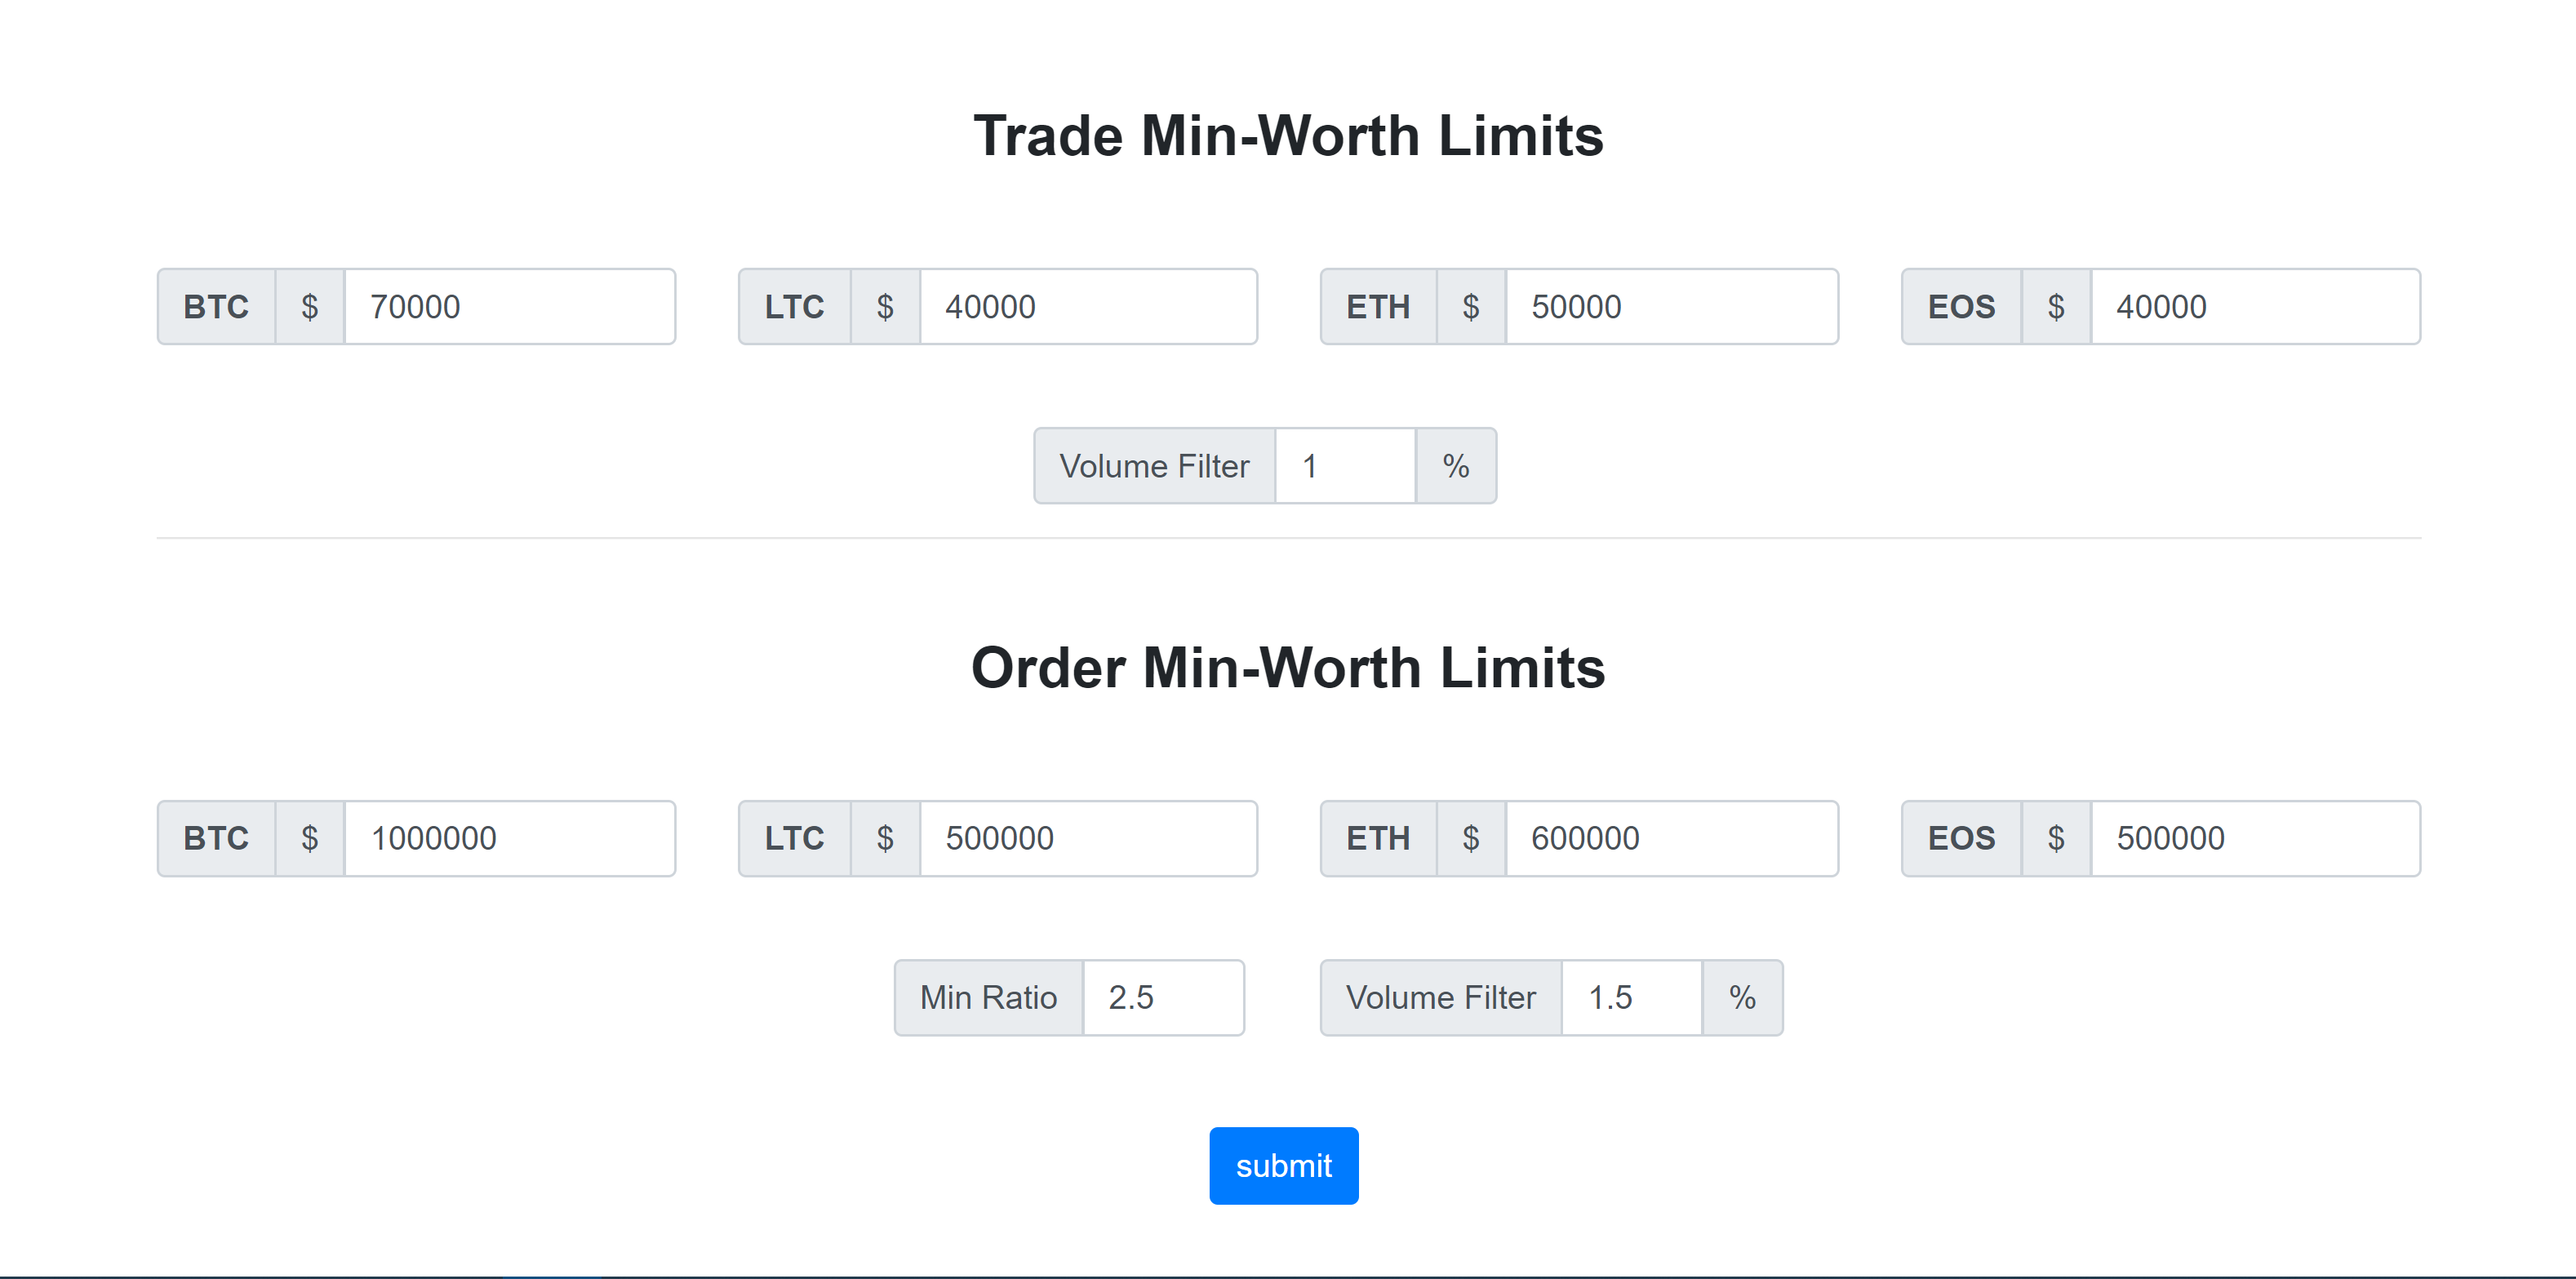 Trade Min-Worth Limits
BTC $ 70000 LTC $ 40000 ETH $ 50000 EOS $ 40000
Volume Filter 1 %
Order Min-Worth Limits
BTC $ 1000000 LTC $ 500000 ETH $ 600000 EOS $ 500000
Min Ratio 2.5 Volume Filter 1.5 %
submit